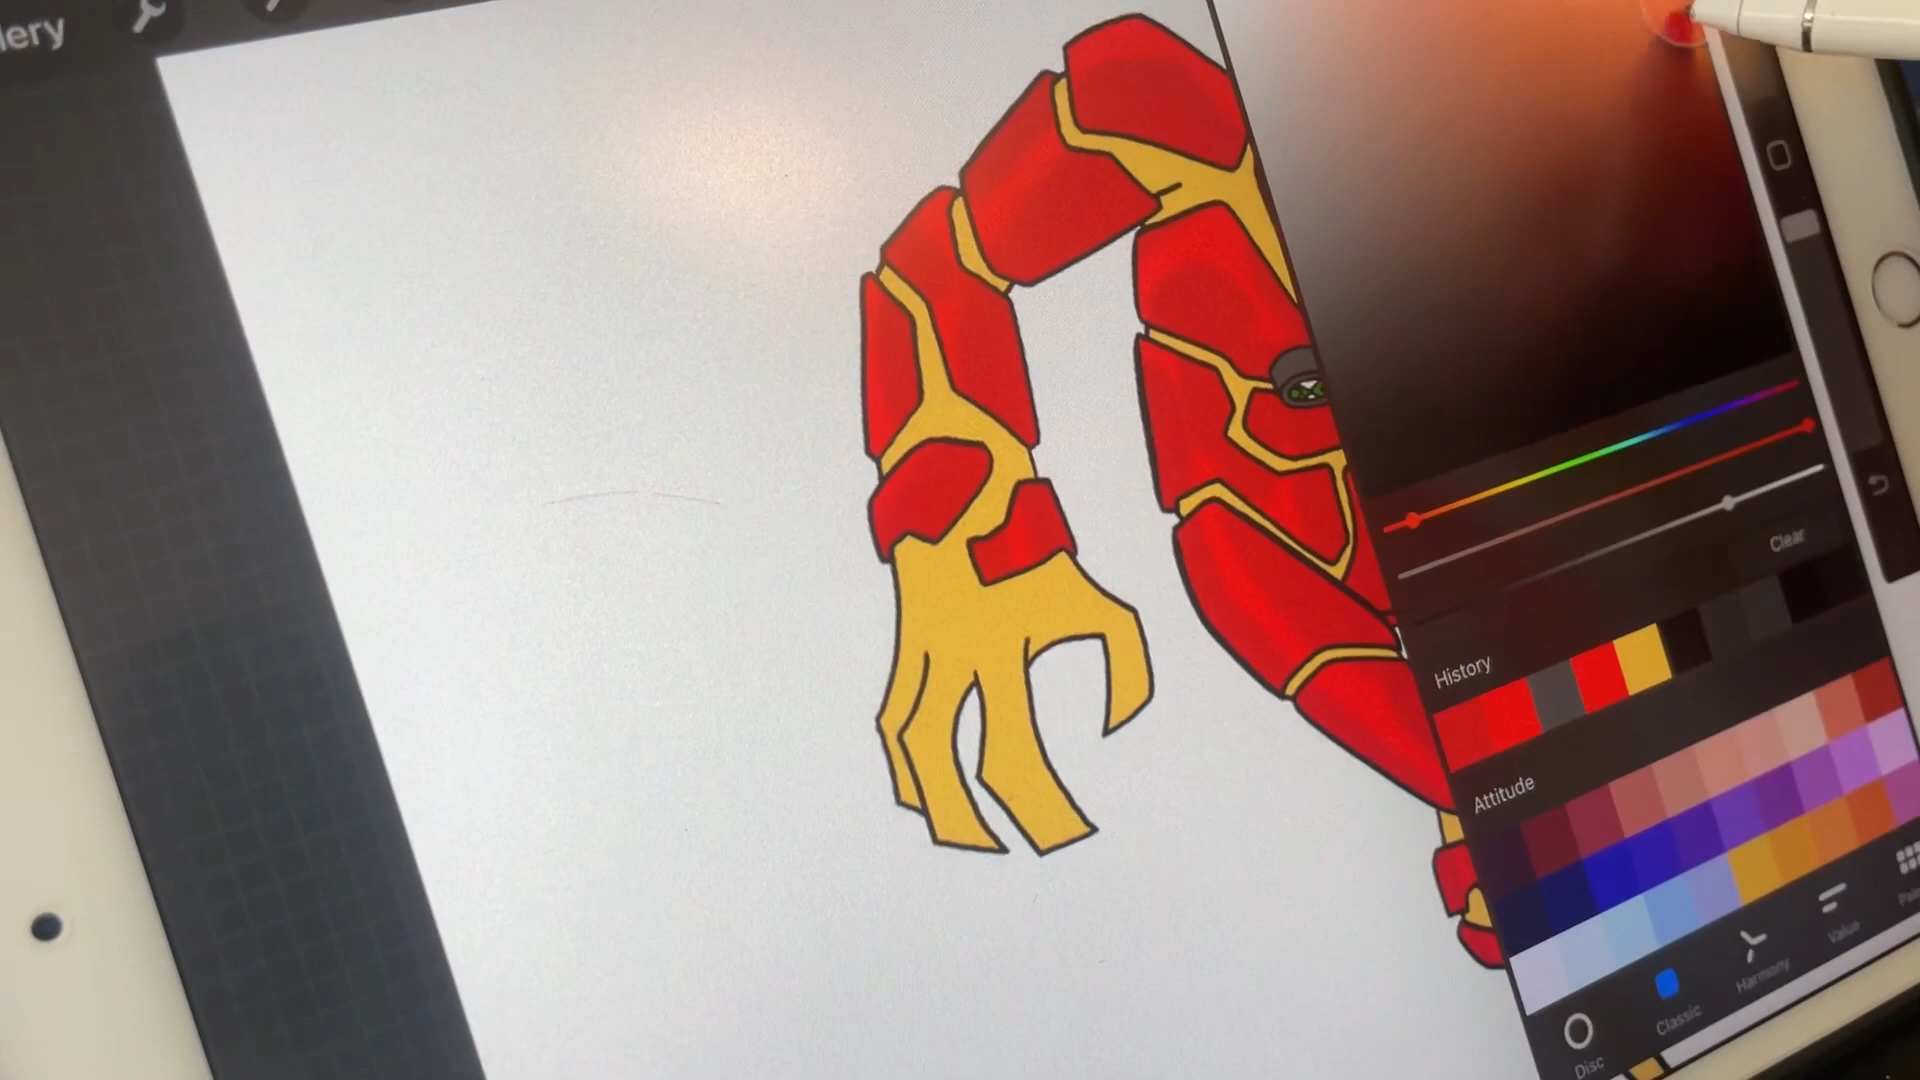 lery
Clear
History
Attitude
Disc
Classic
Harmony
Value